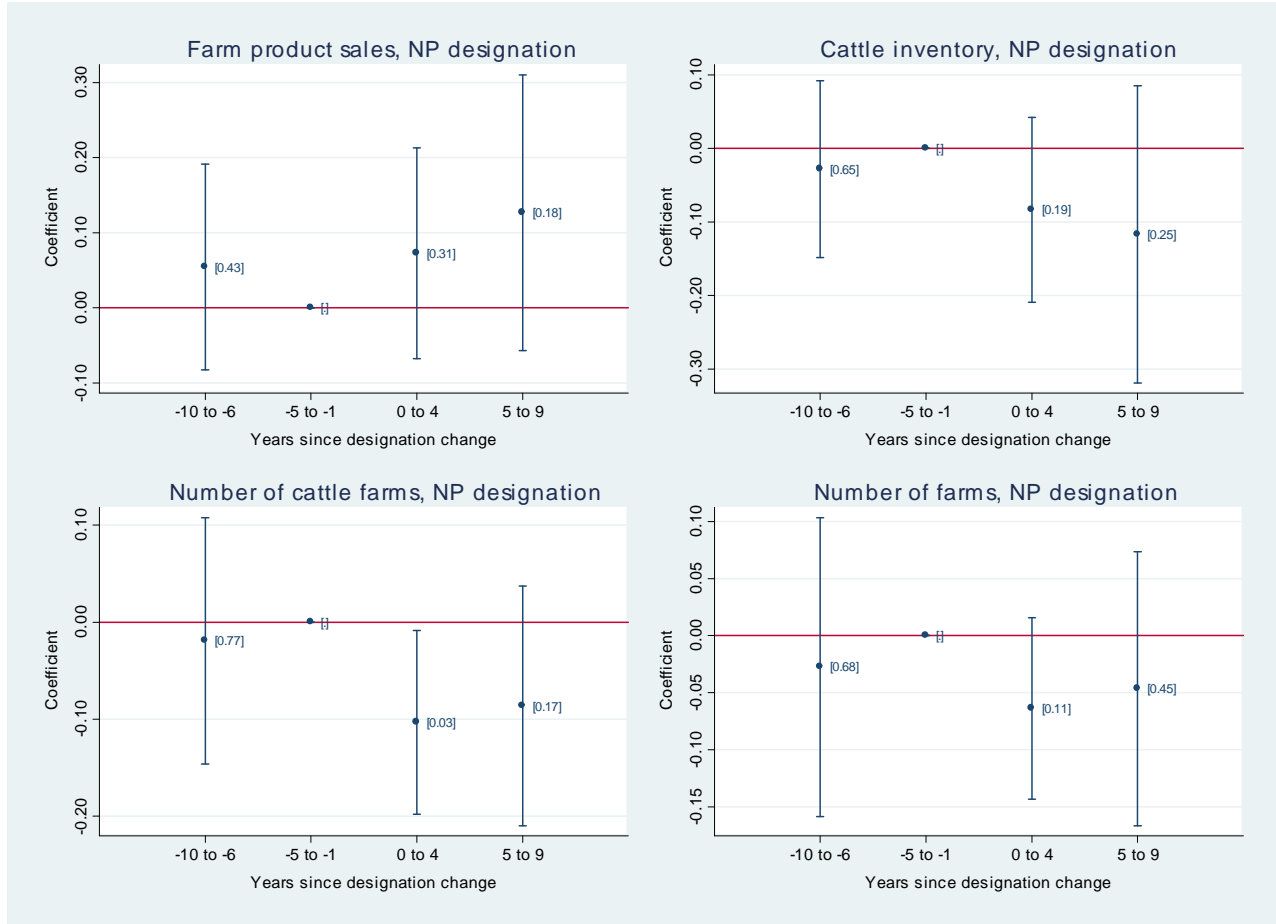 Farm product sales, NP designation
Coefficient
0.30
0.20
0.10
0.00
-0.10
[0.43]
[.]
[0.31]
[0.18]
-10 to -6
-5 to -1
0 to 4
5 to 9
Years since designation change
Cattle inventory, NP designation
Coefficient
0.10
0.00
-0.10
-0.20
-0.30
[0.65]
[.]
[0.19]
[0.25]
-10 to -6
-5 to -1
0 to 4
5 to 9
Years since designation change
Number of cattle farms, NP designation
Coefficient
0.10
0.00
-0.10
-0.20
[0.77]
[.]
[0.03]
[0.17]
-10 to -6
-5 to -1
0 to 4
5 to 9
Years since designation change
Number of farms, NP designation
Coefficient
0.10
0.05
0.00
-0.05
-0.10
-0.15
[0.68]
[.]
[0.11]
[0.45]
-10 to -6
-5 to -1
0 to 4
5 to 9
Years since designation change